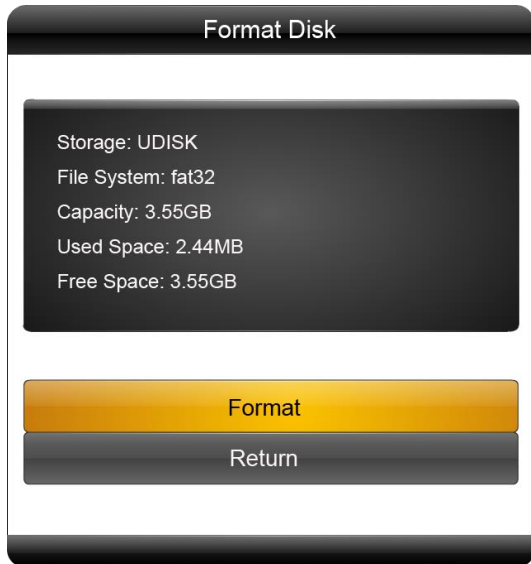 Format Disk
Storage: UDISK
File System: fat32
Capacity: 3.55GB
Used Space: 2.44MB
Free Space: 3.55GB
Format
Return